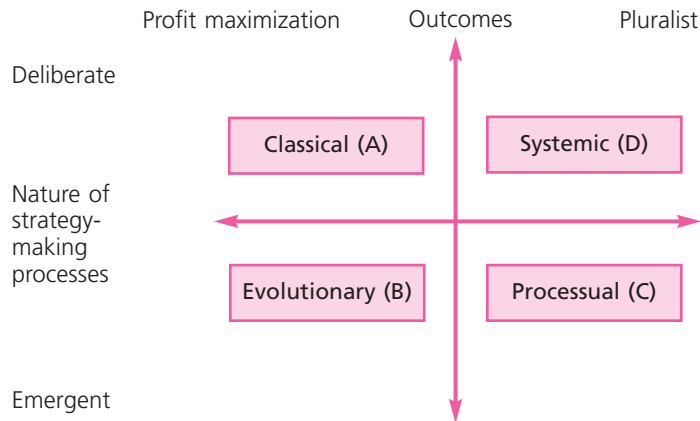 Profit maximization Outcomes Pluralist
Deliberate
Classical (A) Systemic (D)
Nature of
strategy-
making
processes
Evolutionary (B) Processual (C)
Emergent